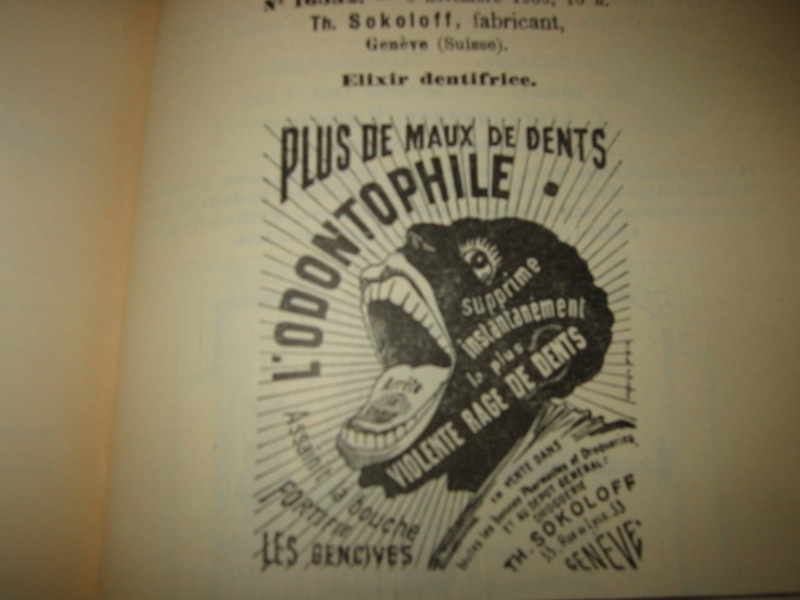 Th. Sokoloff, fabricant,
Genève (Suisse).
Elixir dentifrice.
PLUS DE MAUX DE DENTS
L'ODONTOPHILE
supprime
instantanément
la plus
VIOLENTE RAGE DE DENTS
Arrête
Assainit la bouche
FORTIFIE
LES GENCIVES
EN VENTE DANS
toutes les bonnes Pharmacies et Drogueries
ET AU DÉPOT GÉNÉRAL:
DROGUERIE
TH. SOKOLOFF
33, Rue de Lyon, 33
GENÈVE